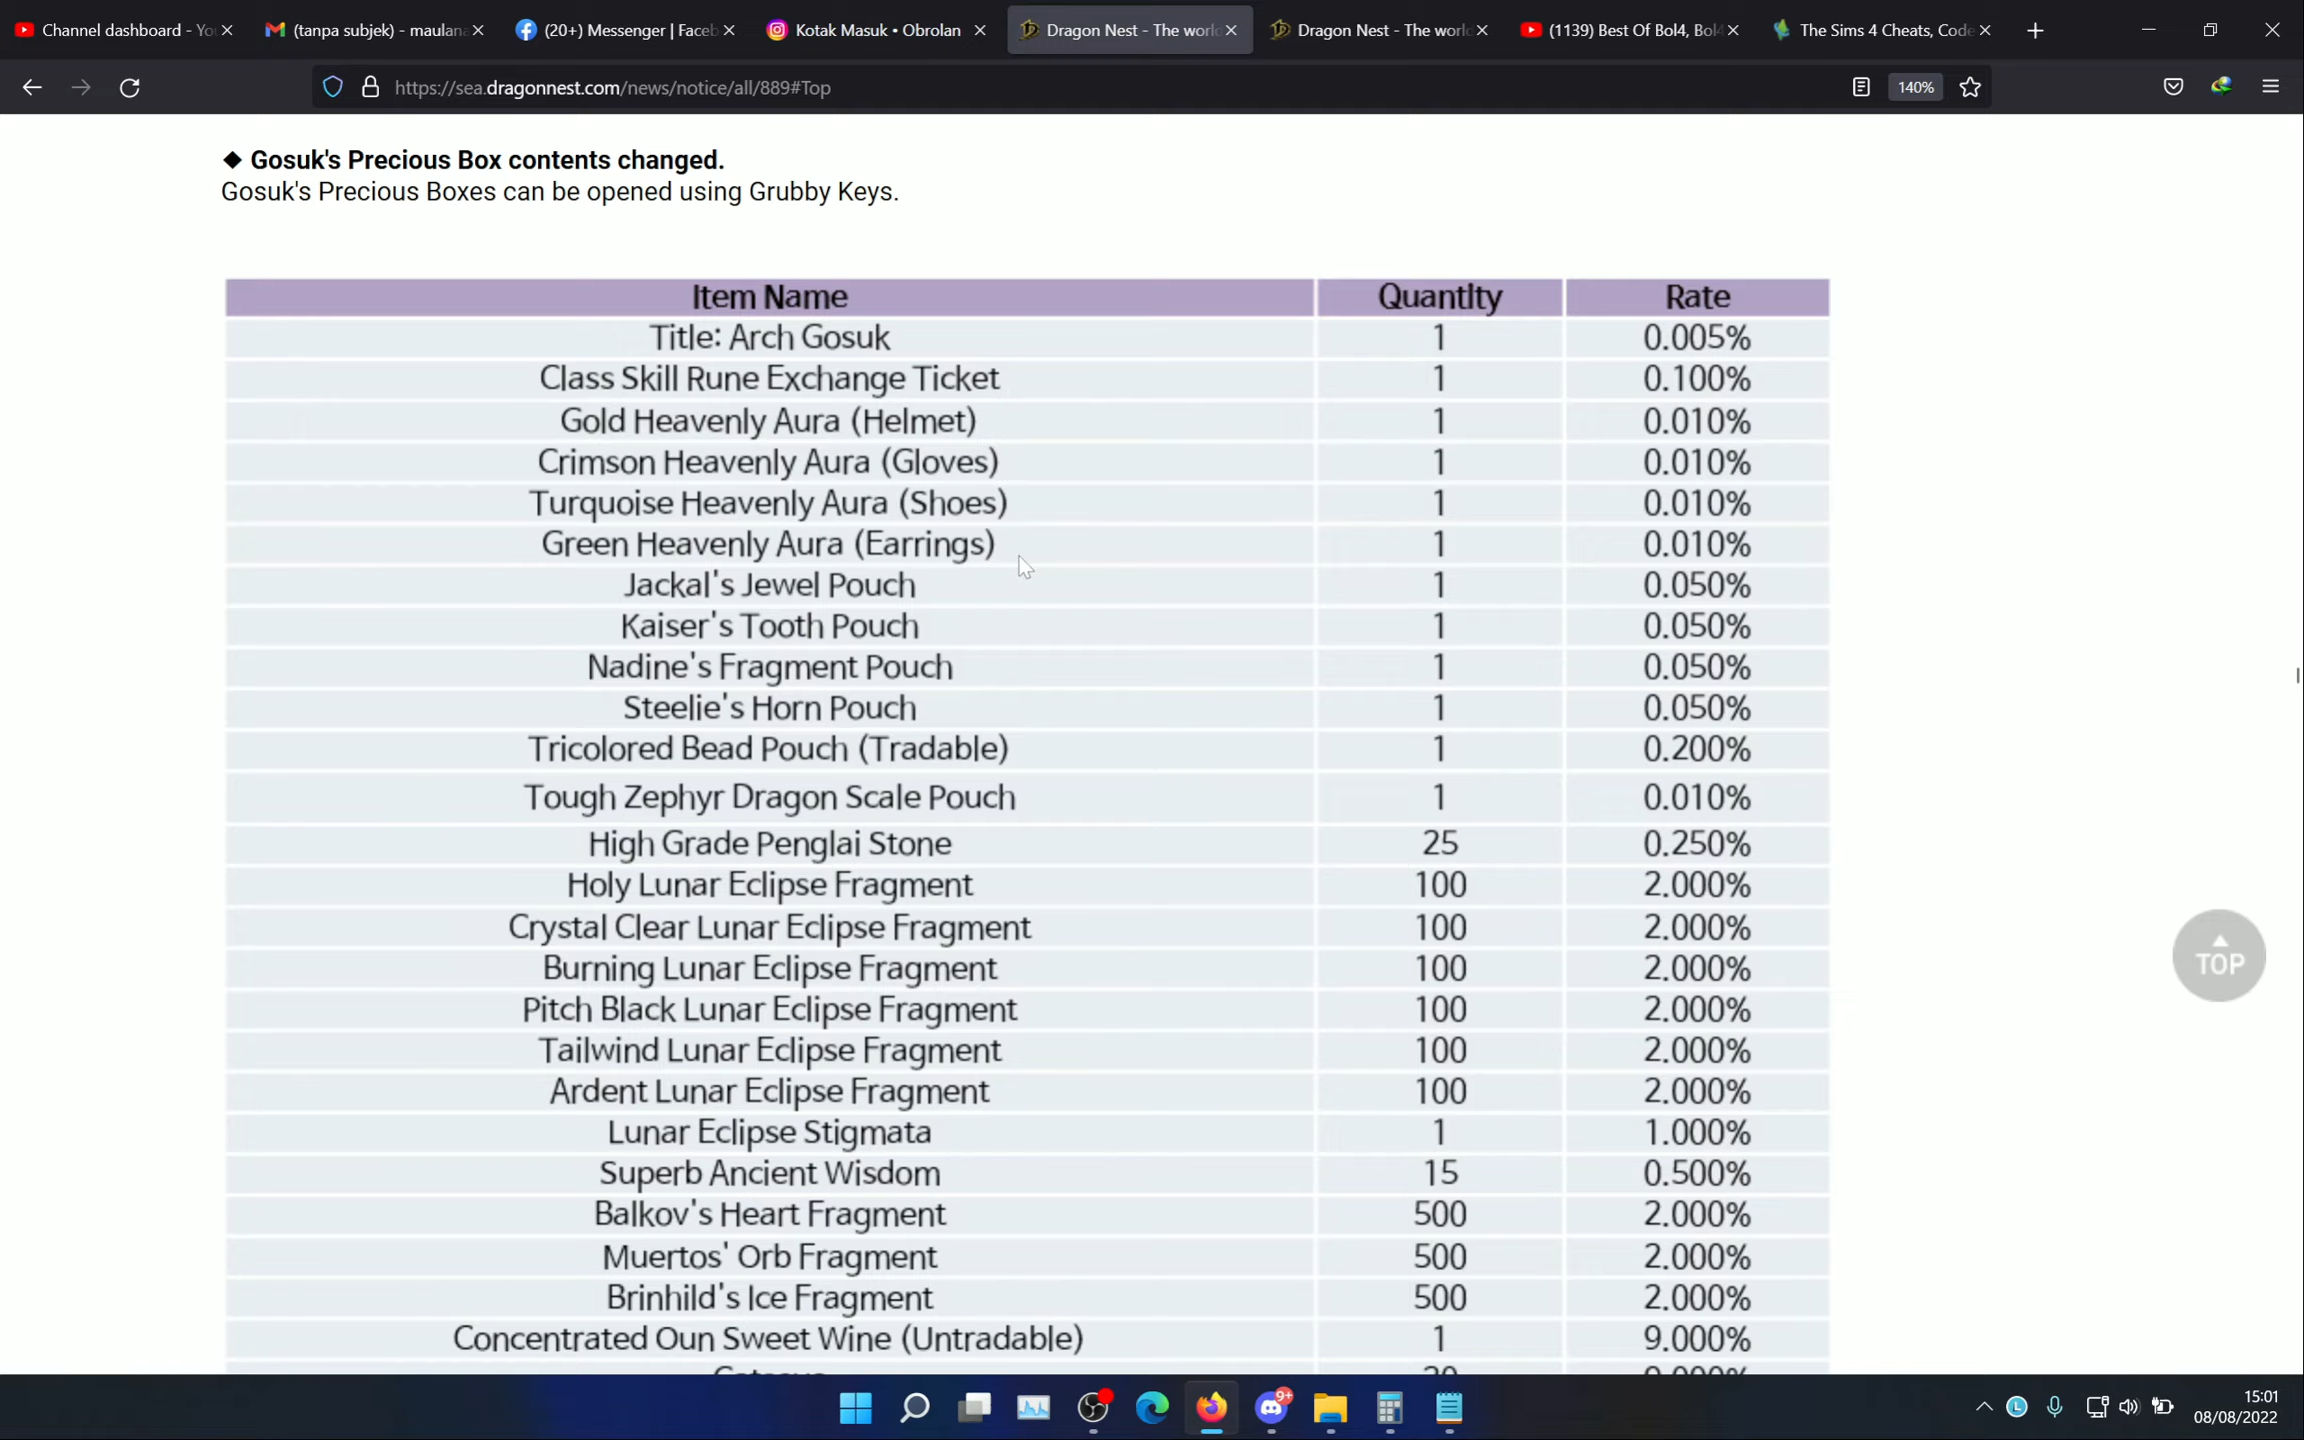 Channel dashboard - Yo
(tanpa subjek) - maulana
(20+) Messenger | Faceb
Kotak Masuk • Obrolan
Dragon Nest - The world
Dragon Nest - The world
(1139) Best Of Bol4, Bol4
The Sims 4 Cheats, Code
https://sea.dragonnest.com/news/notice/all/889#Top
140%
◆ Gosuk's Precious Box contents changed.
Gosuk's Precious Boxes can be opened using Grubby Keys.
Item Name Quantity Rate
Title: Arch Gosuk 1 0.005%
Class Skill Rune Exchange Ticket 1 0.100%
Gold Heavenly Aura (Helmet) 1 0.010%
Crimson Heavenly Aura (Gloves) 1 0.010%
Turquoise Heavenly Aura (Shoes) 1 0.010%
Green Heavenly Aura (Earrings) 1 0.010%
Jackal's Jewel Pouch 1 0.050%
Kaiser's Tooth Pouch 1 0.050%
Nadine's Fragment Pouch 1 0.050%
Steelie's Horn Pouch 1 0.050%
Tricolored Bead Pouch (Tradable) 1 0.200%
Tough Zephyr Dragon Scale Pouch 1 0.010%
High Grade Penglai Stone 25 0.250%
Holy Lunar Eclipse Fragment 100 2.000%
Crystal Clear Lunar Eclipse Fragment 100 2.000%
Burning Lunar Eclipse Fragment 100 2.000%
Pitch Black Lunar Eclipse Fragment 100 2.000%
Tailwind Lunar Eclipse Fragment 100 2.000%
Ardent Lunar Eclipse Fragment 100 2.000%
Lunar Eclipse Stigmata 1 1.000%
Superb Ancient Wisdom 15 0.500%
Balkov's Heart Fragment 500 2.000%
Muertos' Orb Fragment 500 2.000%
Brinhild's Ice Fragment 500 2.000%
Concentrated Oun Sweet Wine (Untradable) 1 9.000%
TOP
9+
15:01
08/08/2022